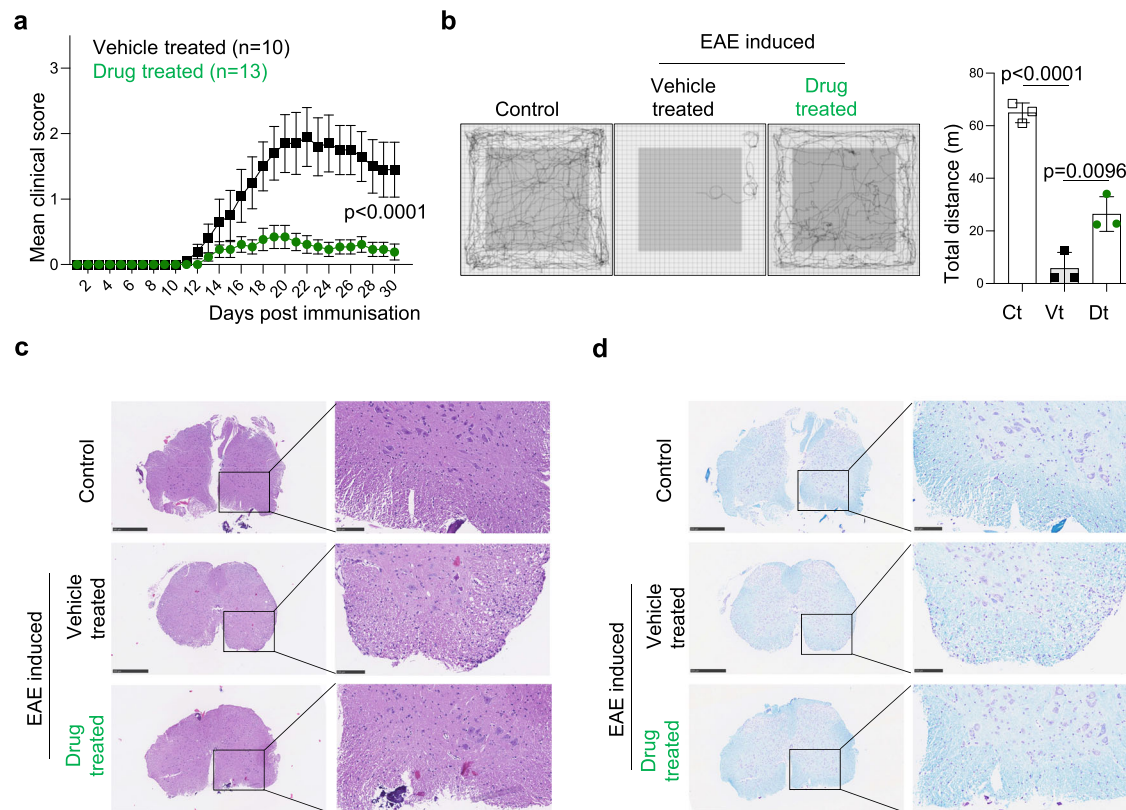 a
Vehicle treated (n=10)
Drug treated (n=13)
Mean clinical score
2
1
0
p<0.0001
2 4 6 8 10 12 14 16 18 20 22 24 26 28 30
Days post immunisation
b
EAE induced
Control
Vehicle
treated
Drug
treated
Total distance (m)
80
60
40
20
0
p<0.0001
p=0.0096
Ct Vt Dt
c
Control
EAE induced
Vehicle
treated
Drug
treated
d
Control
EAE induced
Vehicle
treated
Drug
treated